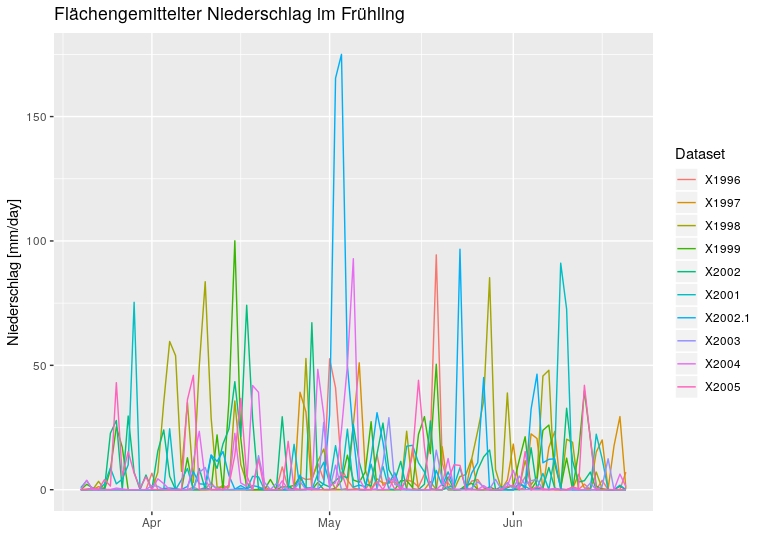 Flächengemittelter Niederschlag im Frühling
Niederschlag [mm/day]
150
100
50
0
Apr
May
Jun
Dataset
X1996
X1997
X1998
X1999
X2002
X2001
X2002.1
X2003
X2004
X2005